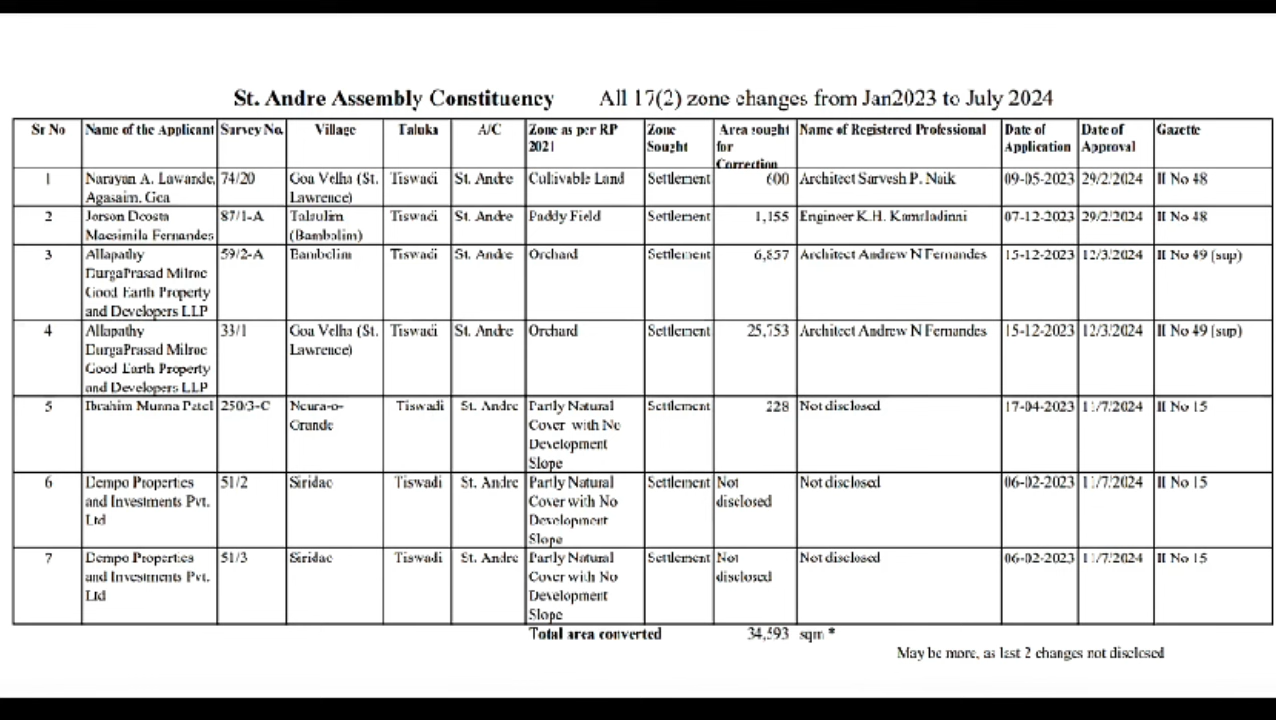 St. Andre Assembly Constituency All 17(2) zone changes from Jan2023 to July 2024
Sr No Name of the Applicant Survey No. Village Taluka A/C Zone as per RP 2021 Zone Sought Area sought for Correction Name of Registered Professional Date of Application Date of Approval Gazette
1 Narayan A. Lawande, Agasaim, Goa 74/20 Goa Velha (St. Lawrence) Tiswadi St. Andre Cultivable Land Settlement 600 Architect Sarvesh P. Naik 09-05-2023 29/2/2024 II No 48
2 Jorson Dcosta Maesimila Fernandes 87/1-A Talaulim (Bambolim) Tiswadi St. Andre Paddy Field Settlement 1,155 Engineer K.H. Kamaladinni 07-12-2023 29/2/2024 II No 48
3 Allapathy DurgaPrasad Milroc Good Earth Property and Developers LLP 59/2-A Bambolim Tiswadi St. Andre Orchard Settlement 6,857 Architect Andrew N Fernandes 15-12-2023 12/3/2024 II No 49 (sup)
4 Allapathy DurgaPrasad Milroc Good Earth Property and Developers LLP 33/1 Goa Velha (St. Lawrence) Tiswadi St. Andre Orchard Settlement 25,753 Architect Andrew N Fernandes 15-12-2023 12/3/2024 II No 49 (sup)
5 Ibrahim Munna Patel 250/3-C Neura-o-Grande Tiswadi St. Andre Partly Natural Cover with No Development Slope Settlement 228 Not disclosed 17-04-2023 11/7/2024 II No 15
6 Dempo Properties and Investments Pvt. Ltd 51/2 Siridao Tiswadi St. Andre Partly Natural Cover with No Development Slope Settlement Not disclosed Not disclosed 06-02-2023 11/7/2024 II No 15
7 Dempo Properties and Investments Pvt. Ltd 51/3 Siridao Tiswadi St. Andre Partly Natural Cover with No Development Slope Settlement Not disclosed Not disclosed 06-02-2023 11/7/2024 II No 15
Total area converted 34,593 sqm *
May be more, as last 2 changes not disclosed